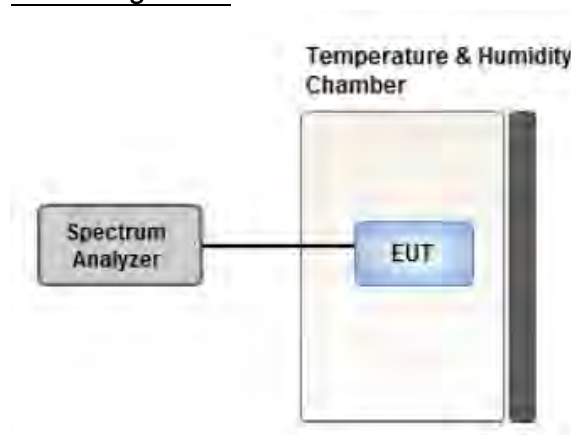 Temperature & Humidity
Chamber
Spectrum
Analyzer
EUT